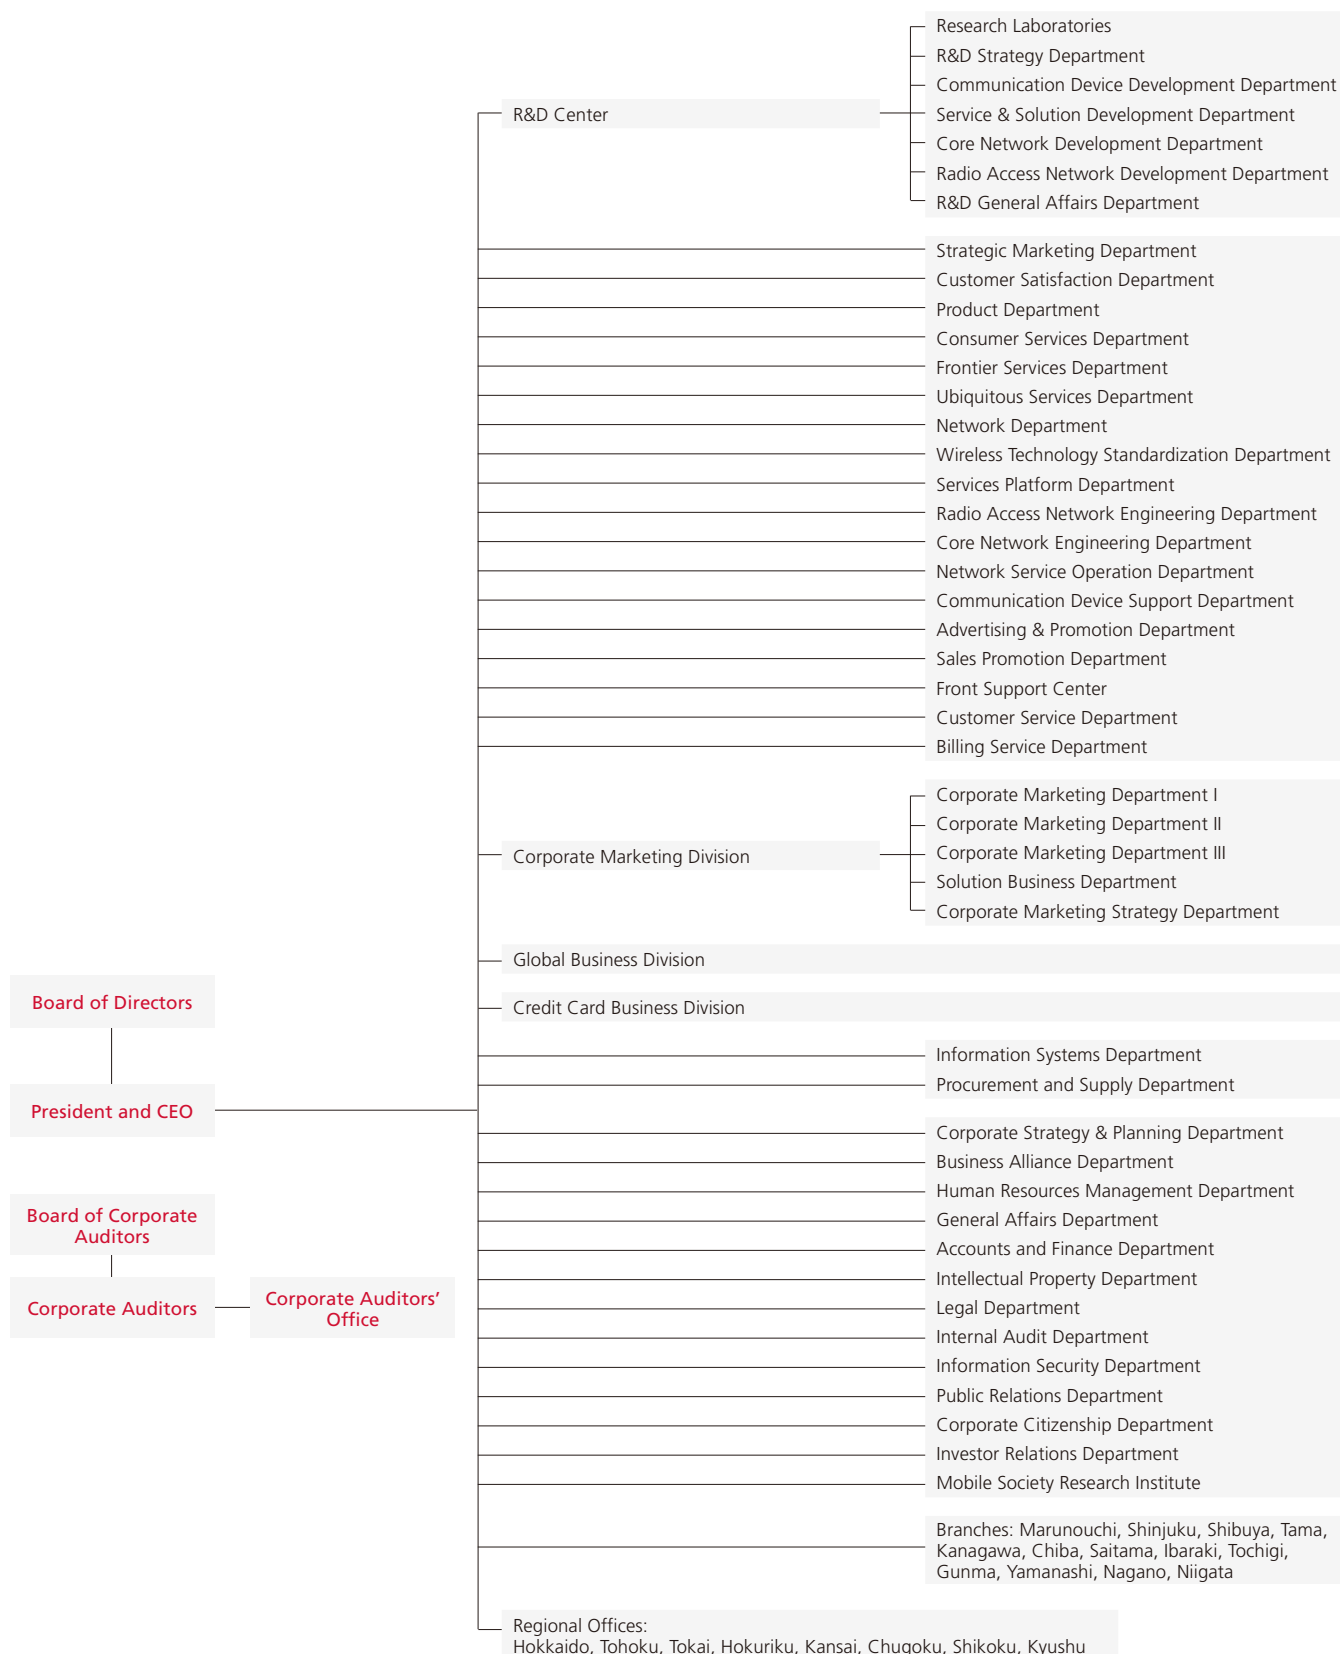 Research Laboratories
R&D Strategy Department
Communication Device Development Department
R&D Center
Service & Solution Development Department
Core Network Development Department
Radio Access Network Development Department
R&D General Affairs Department
Strategic Marketing Department
Customer Satisfaction Department
Product Department
Consumer Services Department
Frontier Services Department
Ubiquitous Services Department
Network Department
Wireless Technology Standardization Department
Services Platform Department
Radio Access Network Engineering Department
Core Network Engineering Department
Network Service Operation Department
Communication Device Support Department
Advertising & Promotion Department
Sales Promotion Department
Front Support Center
Customer Service Department
Billing Service Department
Corporate Marketing Department I
Corporate Marketing Department II
Corporate Marketing Division
Corporate Marketing Department III
Solution Business Department
Corporate Marketing Strategy Department
Global Business Division
Board of Directors
Credit Card Business Division
Information Systems Department
Procurement and Supply Department
President and CEO
Corporate Strategy & Planning Department
Business Alliance Department
Human Resources Management Department
Board of Corporate
Auditors
General Affairs Department
Accounts and Finance Department
Intellectual Property Department
Corporate Auditors
Corporate Auditors’
Office
Legal Department
Internal Audit Department
Information Security Department
Public Relations Department
Corporate Citizenship Department
Investor Relations Department
Mobile Society Research Institute
Branches: Marunouchi, Shinjuku, Shibuya, Tama,
Kanagawa, Chiba, Saitama, Ibaraki, Tochigi,
Gunma, Yamanashi, Nagano, Niigata
Regional Offices:
Hokkaido, Tohoku, Tokai, Hokuriku, Kansai, Chugoku, Shikoku, Kyushu